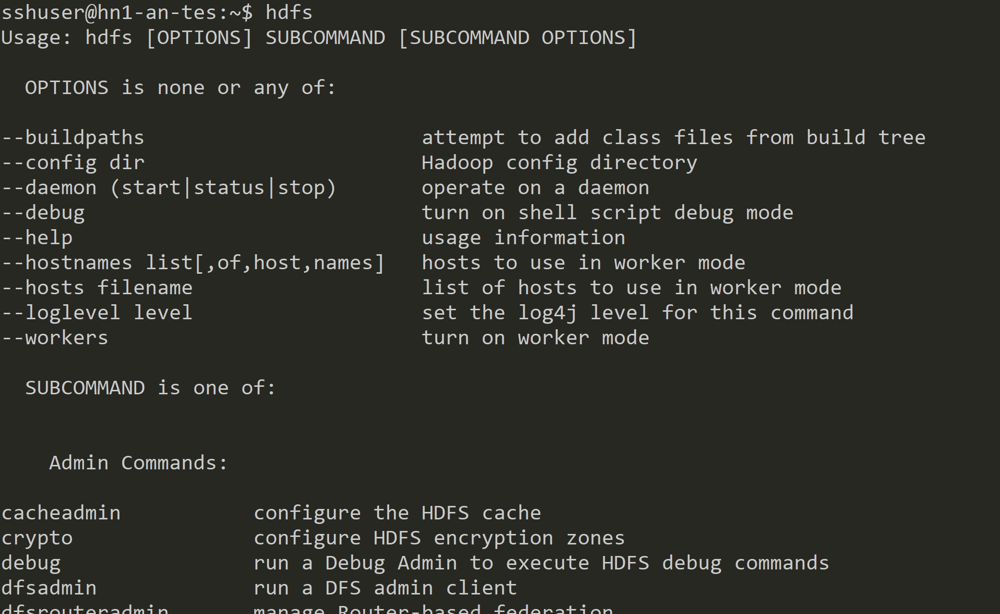 sshuser@hn1-an-tes:~$ hdfs
Usage: hdfs [OPTIONS] SUBCOMMAND [SUBCOMMAND OPTIONS]
OPTIONS is none or any of:
--buildpaths attempt to add class files from build tree
--config dir Hadoop config directory
--daemon (start|status|stop) operate on a daemon
--debug turn on shell script debug mode
--help usage information
--hostnames list[,of,host,names] hosts to use in worker mode
--hosts filename list of hosts to use in worker mode
--loglevel level set the log4j level for this command
--workers turn on worker mode
SUBCOMMAND is one of:
Admin Commands:
cacheadmin configure the HDFS cache
crypto configure HDFS encryption zones
debug run a Debug Admin to execute HDFS debug commands
dfsadmin run a DFS admin client
dfsrouteradmin manage Router-based federation